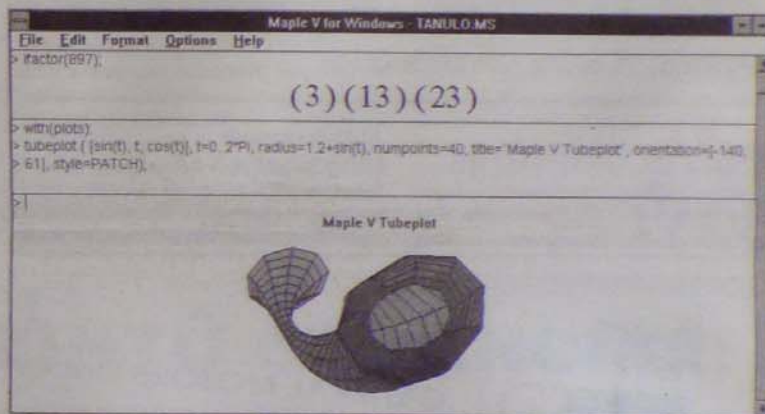 Maple V for Windows - TANULO.MS
File Edit Format Options Help
> ifactor(897);
(3) (13) (23)
> with(plots):
> tubeplot ( [sin(t), t, cos(t)], t=0..2*Pi, radius=1.2+sin(t), numpoints=40, title=`Maple V Tubeplot`, orientation=[-140,
> 61], style=PATCH);
>
Maple V Tubeplot